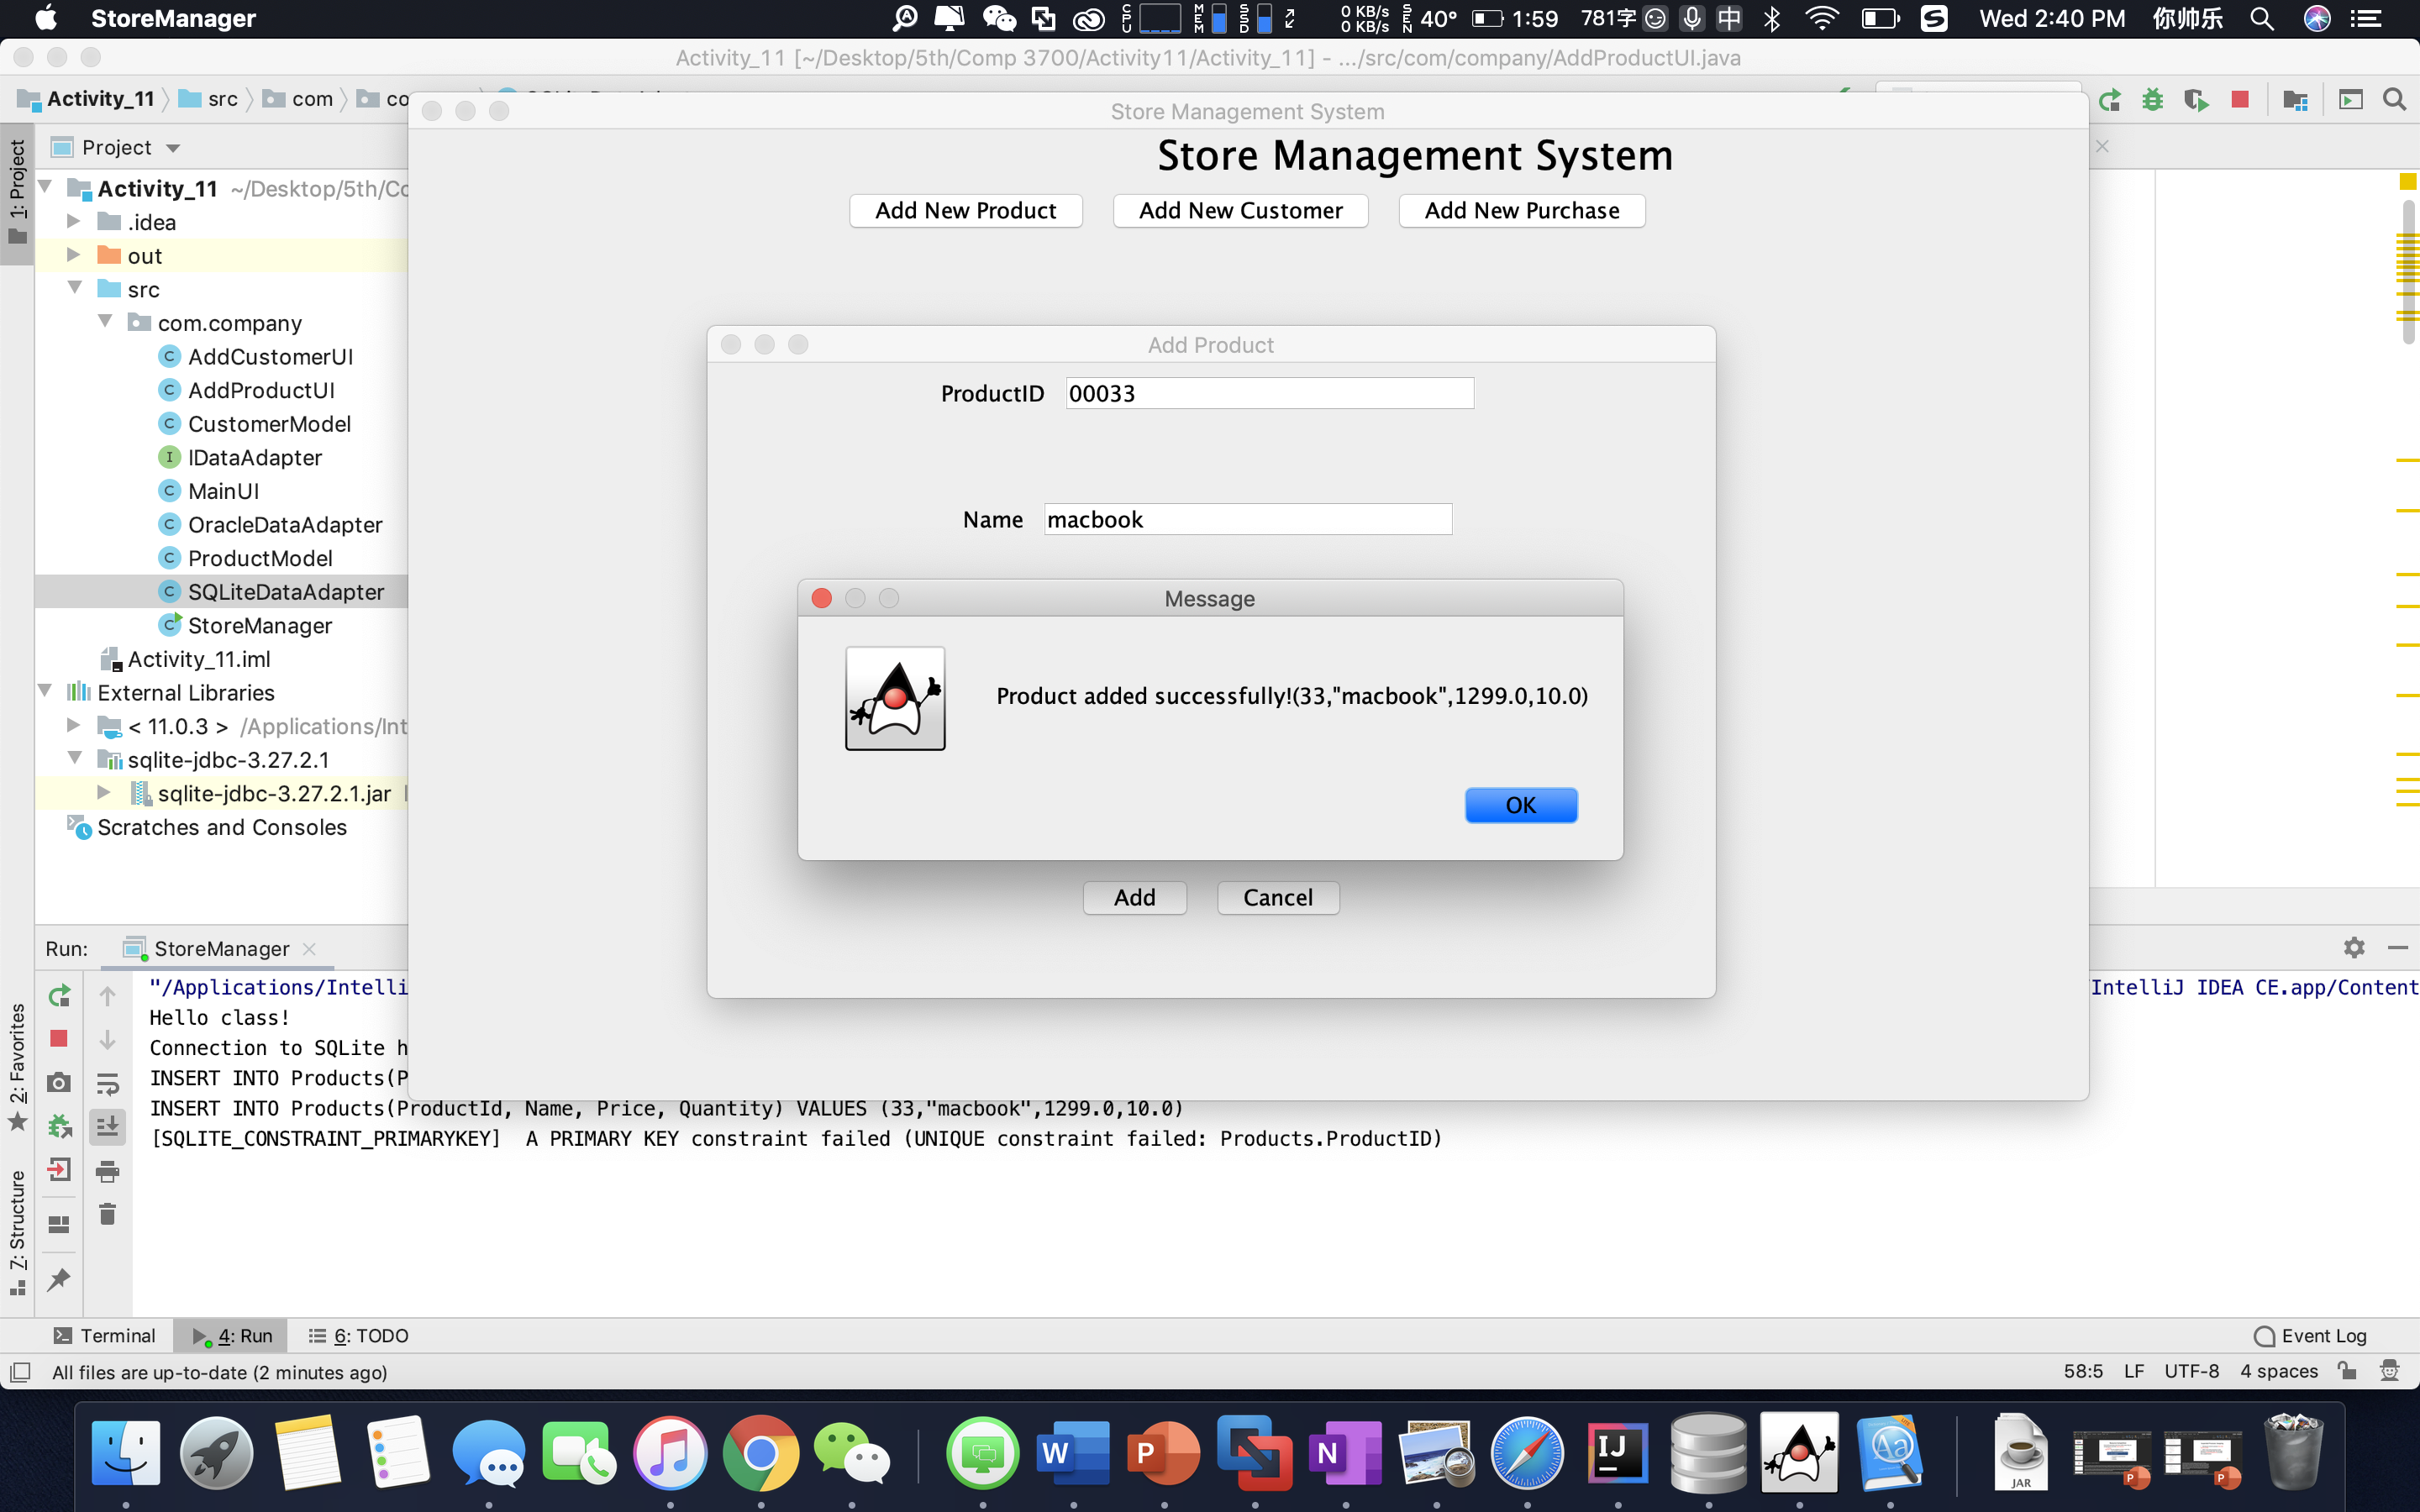 StoreManager
CPU MEM SSD 0 KB/s 0 KB/s SEN 40° 1:59 781字 中 Wed 2:40 PM 你帅乐
Activity_11 [~/Desktop/5th/Comp 3700/Activity11/Activity_11] - .../src/com/company/AddProductUI.java
Activity_11 src com co
Store Management System
1: Project
Project
Store Management System
Activity_11 ~/Desktop/5th/Co
.idea
Add New Product Add New Customer Add New Purchase
out
src
com.company
AddCustomerUI
Add Product
AddProductUI
ProductID 00033
CustomerModel
IDataAdapter
MainUI
OracleDataAdapter
Name macbook
ProductModel
SQLiteDataAdapter
Message
StoreManager
Activity_11.iml
External Libraries
Product added successfully!(33,"macbook",1299.0,10.0)
< 11.0.3 > /Applications/Int
sqlite-jdbc-3.27.2.1
sqlite-jdbc-3.27.2.1.jar
OK
Scratches and Consoles
Add Cancel
Run: StoreManager
"/Applications/Intelli
IntelliJ IDEA CE.app/Content
Hello class!
Connection to SQLite h
INSERT INTO Products(P
INSERT INTO Products(ProductId, Name, Price, Quantity) VALUES (33,"macbook",1299.0,10.0)
[SQLITE_CONSTRAINT_PRIMARYKEY]  A PRIMARY KEY constraint failed (UNIQUE constraint failed: Products.ProductID)
2: Favorites
7: Structure
Terminal 4: Run 6: TODO Event Log
All files are up-to-date (2 minutes ago) 58:5 LF UTF-8 4 spaces
W P N IJ Aa JAR P P